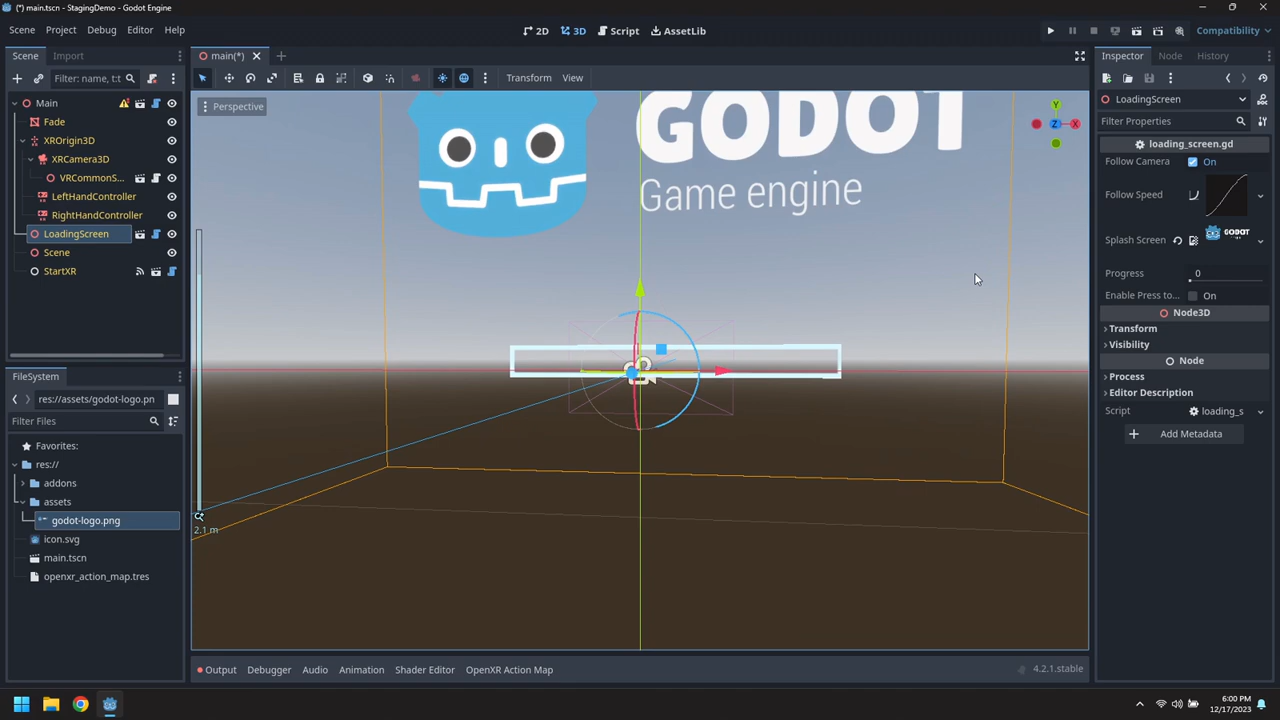 (*) main.tscn - StagingDemo - Godot Engine
Scene Project Debug Editor Help
2D 3D Script AssetLib
Compatibility
Scene Import
main(*)
Inspector Node History
Filter: name, t:t
Transform View
LoadingScreen
Filter Properties
Perspective
Y
Z X
Main
Fade
XROrigin3D
XRCamera3D
VRCommonS...
LeftHandController
RightHandController
LoadingScreen
Scene
StartXR
GODOT
Game engine
2.1 m
loading_screen.gd
Follow Camera On
Follow Speed
Splash Screen GODOT
Progress 0
Enable Press to... On
Node3D
Transform
Visibility
Node
Process
Editor Description
Script loading_s
Add Metadata
FileSystem
res://assets/godot-logo.pn
Filter Files
Favorites:
res://
addons
assets
godot-logo.png
icon.svg
main.tscn
openxr_action_map.tres
Output Debugger Audio Animation Shader Editor OpenXR Action Map
4.2.1.stable
6:00 PM
12/17/2023